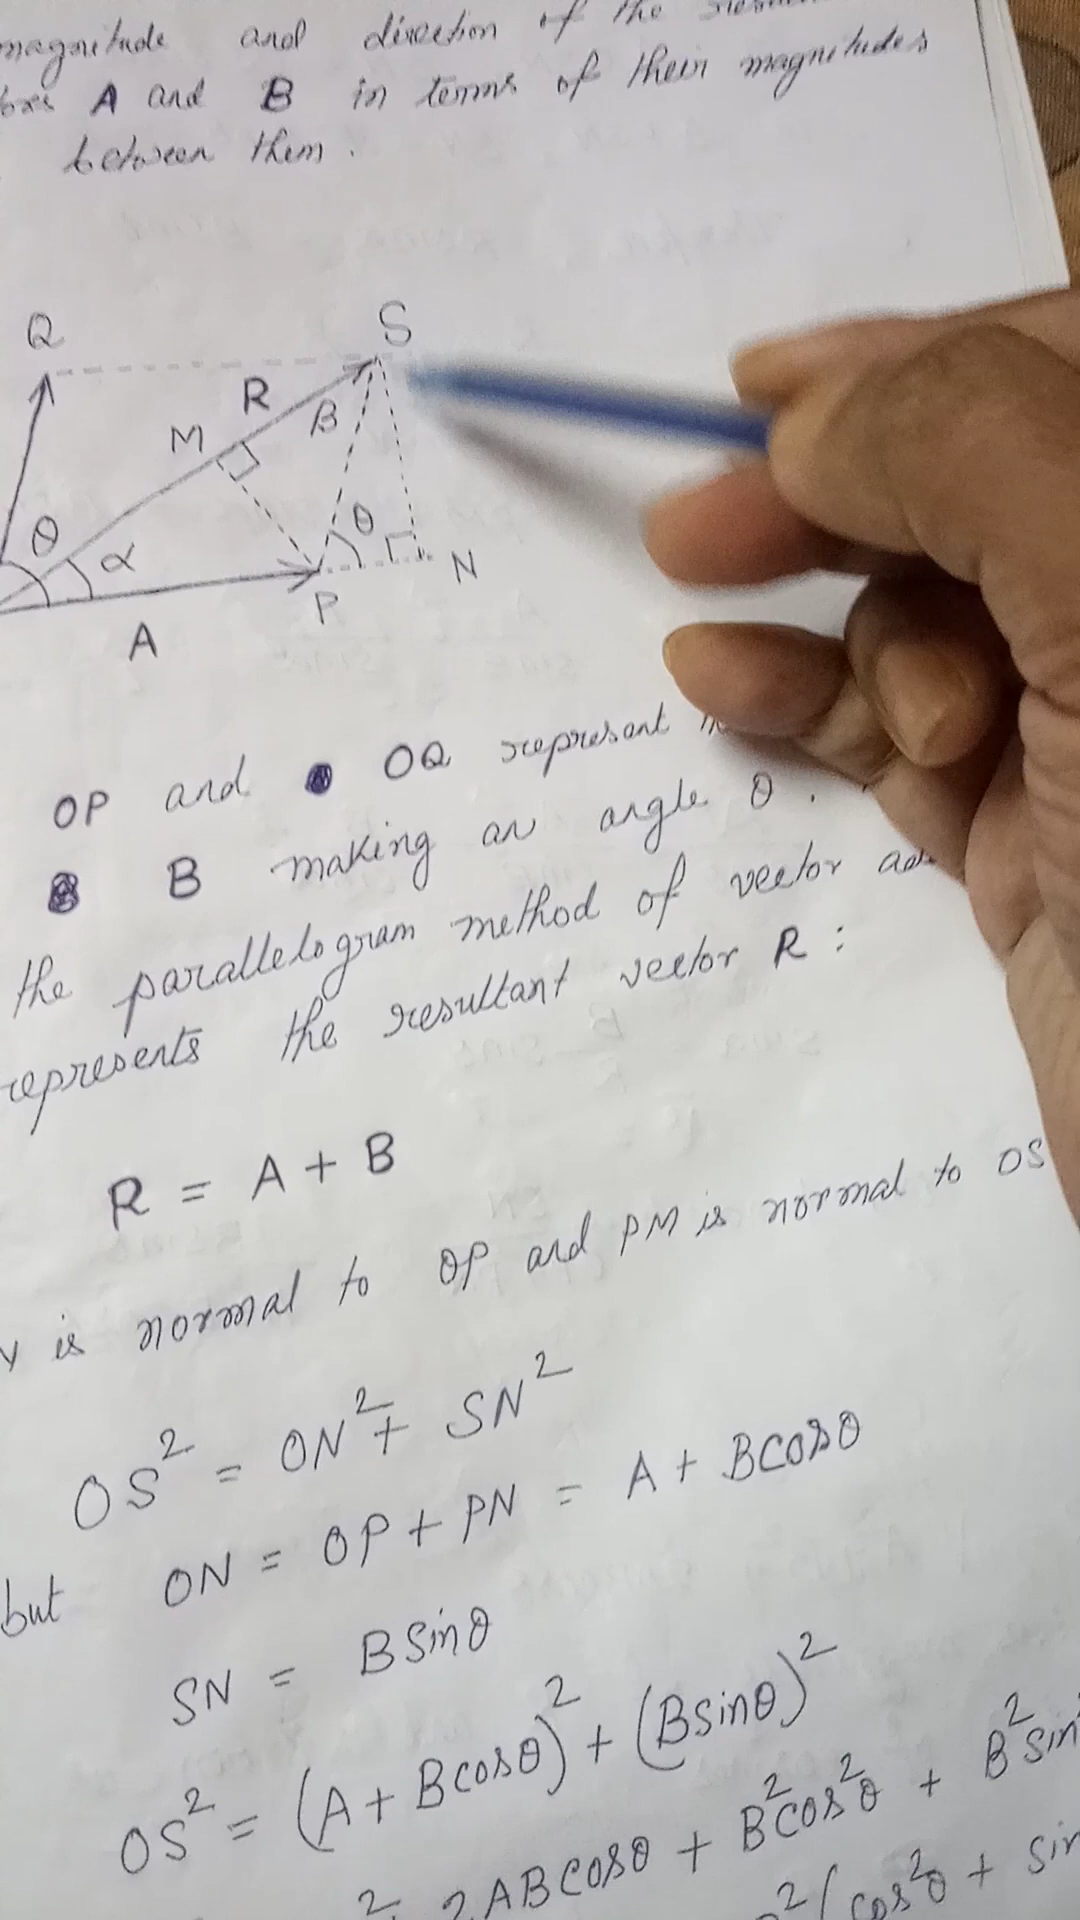 magnitude and direction of the
A and B in terms of their magnitudes
between them.
Q S
R
M B
θ α θ
P N
A
OP and OQ represent
B making an angle θ.
the parallelogram method of vector
represents the resultant vector R:
R = A + B
is normal to OP and PM is normal to OS
OS² = ON² + SN²
but ON = OP + PN = A + Bcosθ
SN = Bsinθ
OS² = (A + Bcosθ)² + (Bsinθ)²
2ABcosθ + B²cos²θ + B²sin
cos²θ + sin